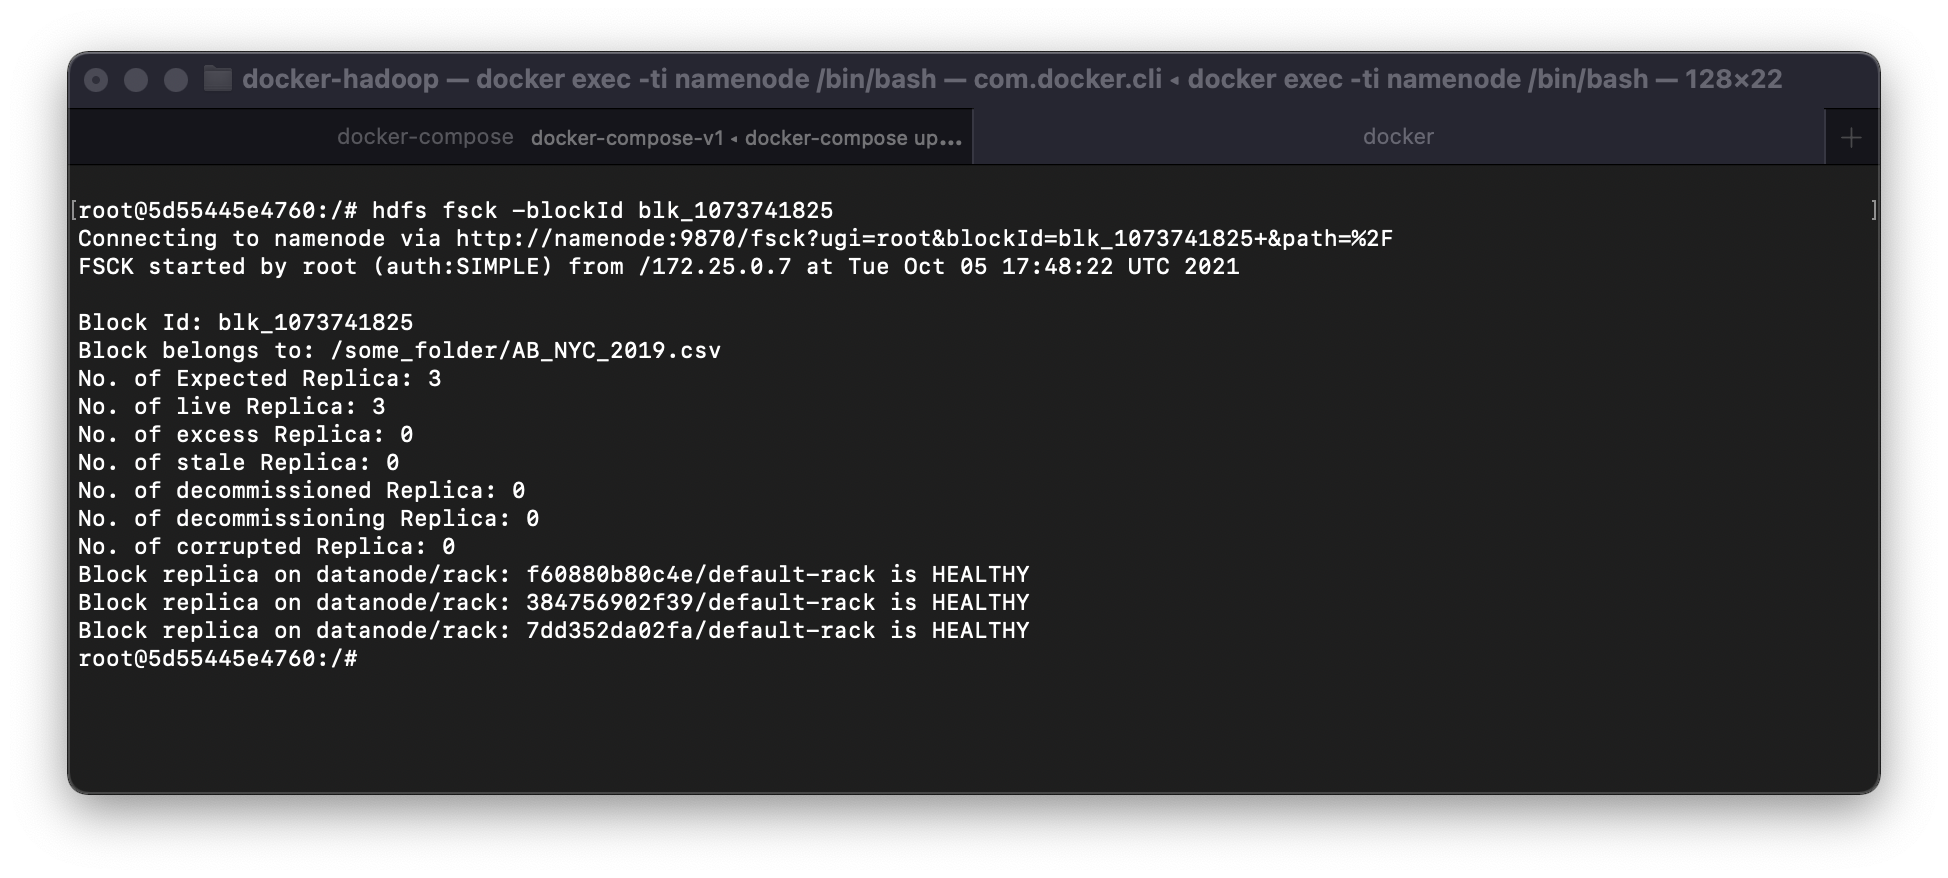 docker-hadoop — docker exec -ti namenode /bin/bash — com.docker.cli ◂ docker exec -ti namenode /bin/bash — 128×22
docker-compose docker-compose-v1 ◂ docker-compose up...
docker
+
[root@5d55445e4760:/# hdfs fsck -blockId blk_1073741825 ]
Connecting to namenode via http://namenode:9870/fsck?ugi=root&blockId=blk_1073741825+&path=%2F
FSCK started by root (auth:SIMPLE) from /172.25.0.7 at Tue Oct 05 17:48:22 UTC 2021
Block Id: blk_1073741825
Block belongs to: /some_folder/AB_NYC_2019.csv
No. of Expected Replica: 3
No. of live Replica: 3
No. of excess Replica: 0
No. of stale Replica: 0
No. of decommissioned Replica: 0
No. of decommissioning Replica: 0
No. of corrupted Replica: 0
Block replica on datanode/rack: f60880b80c4e/default-rack is HEALTHY
Block replica on datanode/rack: 384756902f39/default-rack is HEALTHY
Block replica on datanode/rack: 7dd352da02fa/default-rack is HEALTHY
root@5d55445e4760:/#